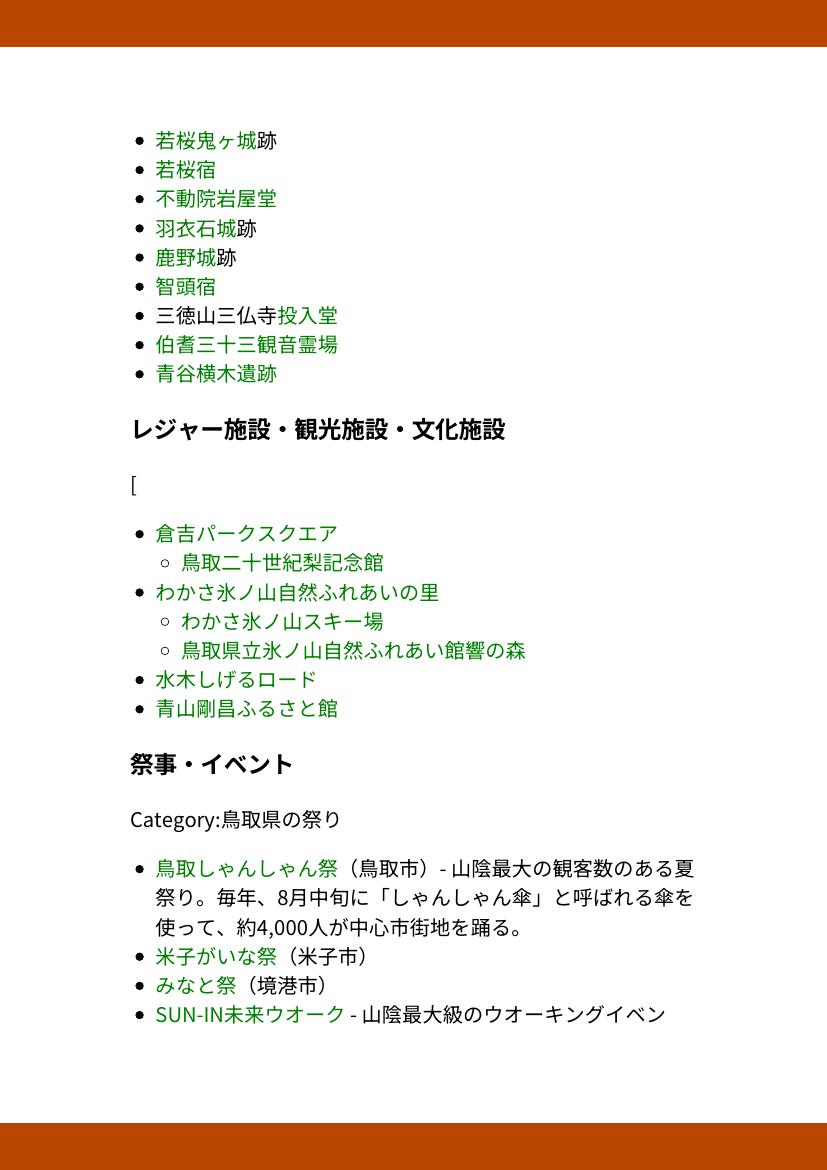 若桜鬼ヶ城跡
若桜宿
不動院岩屋堂
羽衣石城跡
鹿野城跡
智頭宿
三徳山三仏寺投入堂
伯耆三十三観音霊場
青谷横木遺跡
レジャー施設・観光施設・文化施設
[
倉吉パークスクエア
鳥取二十世紀梨記念館
わかさ氷ノ山自然ふれあいの里
わかさ氷ノ山スキー場
鳥取県立氷ノ山自然ふれあい館響の森
水木しげるロード
青山剛昌ふるさと館
祭事・イベント
Category:鳥取県の祭り
鳥取しゃんしゃん祭（鳥取市）- 山陰最大の観客数のある夏
祭り。毎年、8月中旬に「しゃんしゃん傘」と呼ばれる傘を
使って、約4,000人が中心市街地を踊る。
米子がいな祭（米子市）
みなと祭（境港市）
SUN-IN未来ウオーク - 山陰最大級のウオーキングイベン